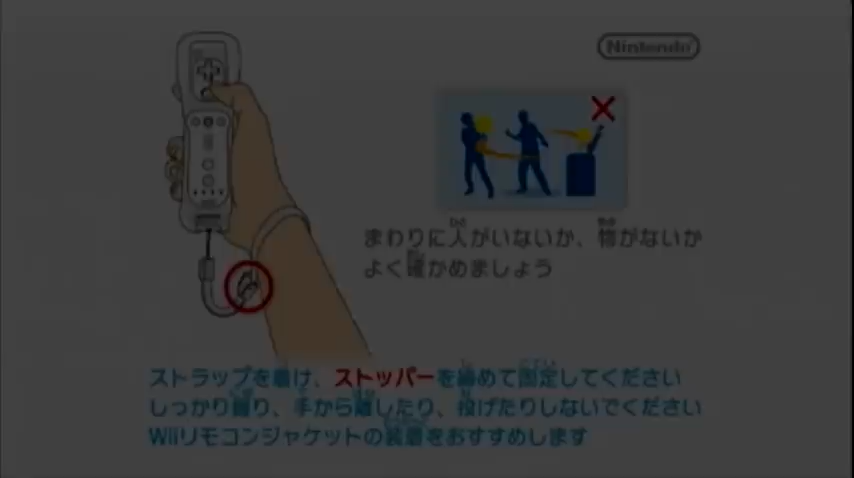 Nintendo
まわりに人がいないか、物がないか
よく確かめましょう
ストラップを着け、ストッパーを締めて固定してください
しっかり握り、手から離したり、投げたりしないでください
Wiiリモコンジャケットの装着をおすすめします